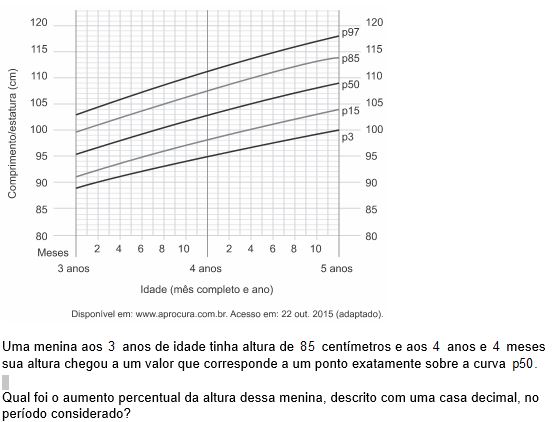 120 120
p97
115 115
p85
110 110
p50
105 105
p15
100 100
p3
95 95
90 90
85 85
80 80
Comprimento/estatura (cm)
Meses 2 4 6 8 10 2 4 6 8 10
3 anos 4 anos 5 anos
Idade (mês completo e ano)
Disponível em: www.aprocura.com.br. Acesso em: 22 out. 2015 (adaptado).
Uma menina aos 3 anos de idade tinha altura de 85 centímetros e aos 4 anos e 4 meses
sua altura chegou a um valor que corresponde a um ponto exatamente sobre a curva p50.
Qual foi o aumento percentual da altura dessa menina, descrito com uma casa decimal, no
período considerado?